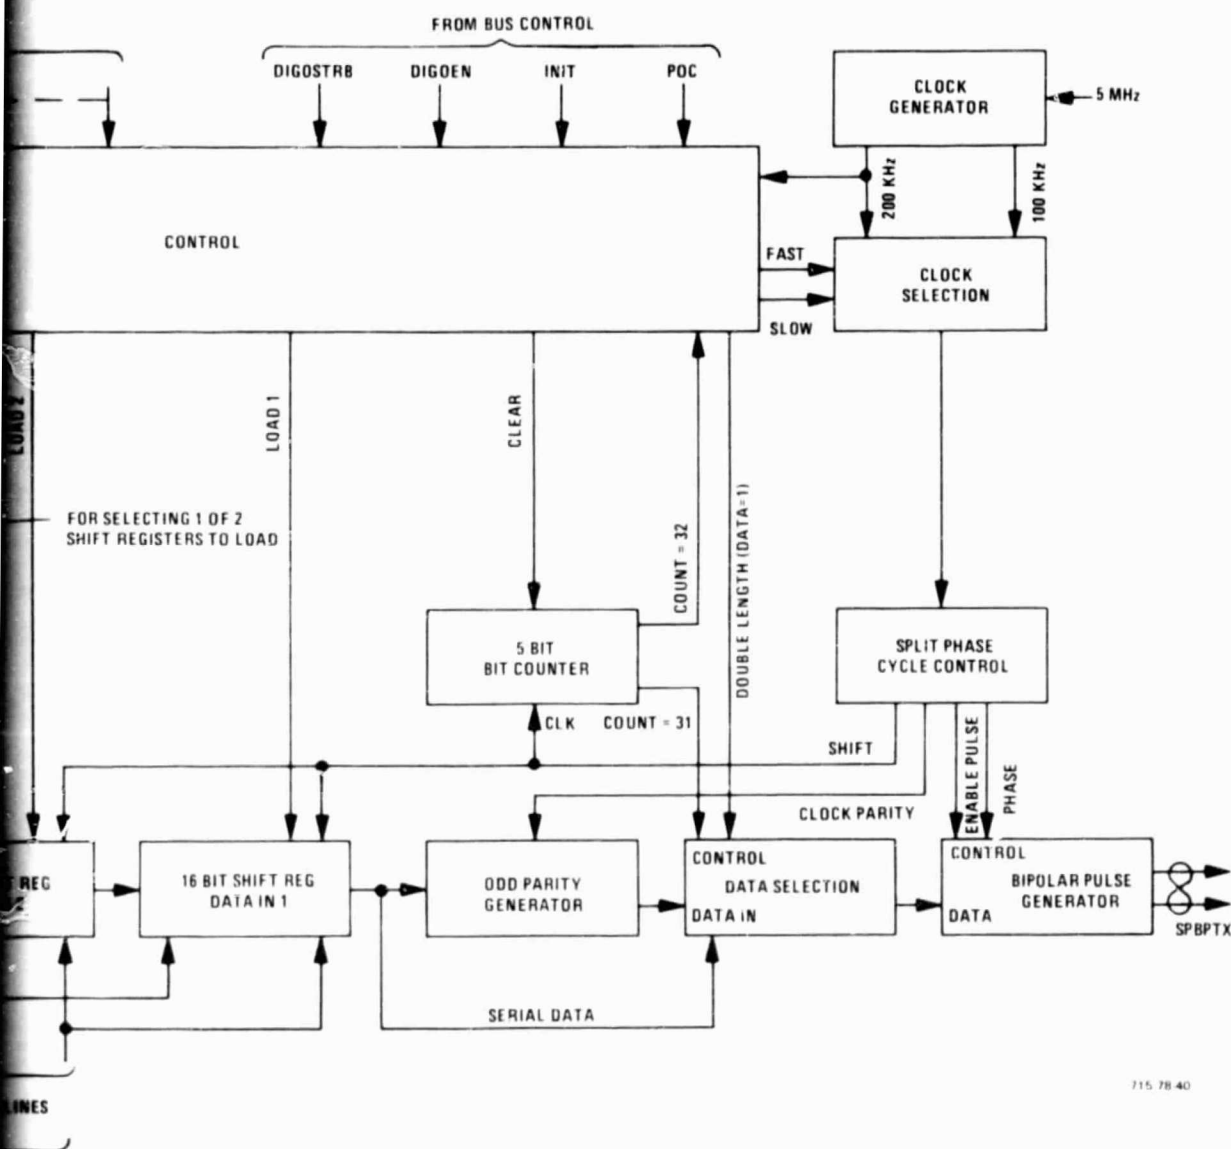 FROM BUS CONTROL
DIGOSTRB
DIGOEN
INIT
POC
CLOCK
GENERATOR
5 MHz
200 KHz
100 KHz
CONTROL
FAST
SLOW
CLOCK
SELECTION
LOAD 2
LOAD 1
CLEAR
COUNT = 32
DOUBLE LENGTH (DATA=1)
FOR SELECTING 1 OF 2
SHIFT REGISTERS TO LOAD
5 BIT
BIT COUNTER
CLK
COUNT = 31
SPLIT PHASE
CYCLE CONTROL
SHIFT
CLOCK PARITY
ENABLE PULSE
PHASE
REG
16 BIT SHIFT REG
DATA IN 1
ODD PARITY
GENERATOR
CONTROL
DATA SELECTION
DATA IN
CONTROL
BIPOLAR PULSE
GENERATOR
DATA
SPBPTX
SERIAL DATA
LINES
715-78-40